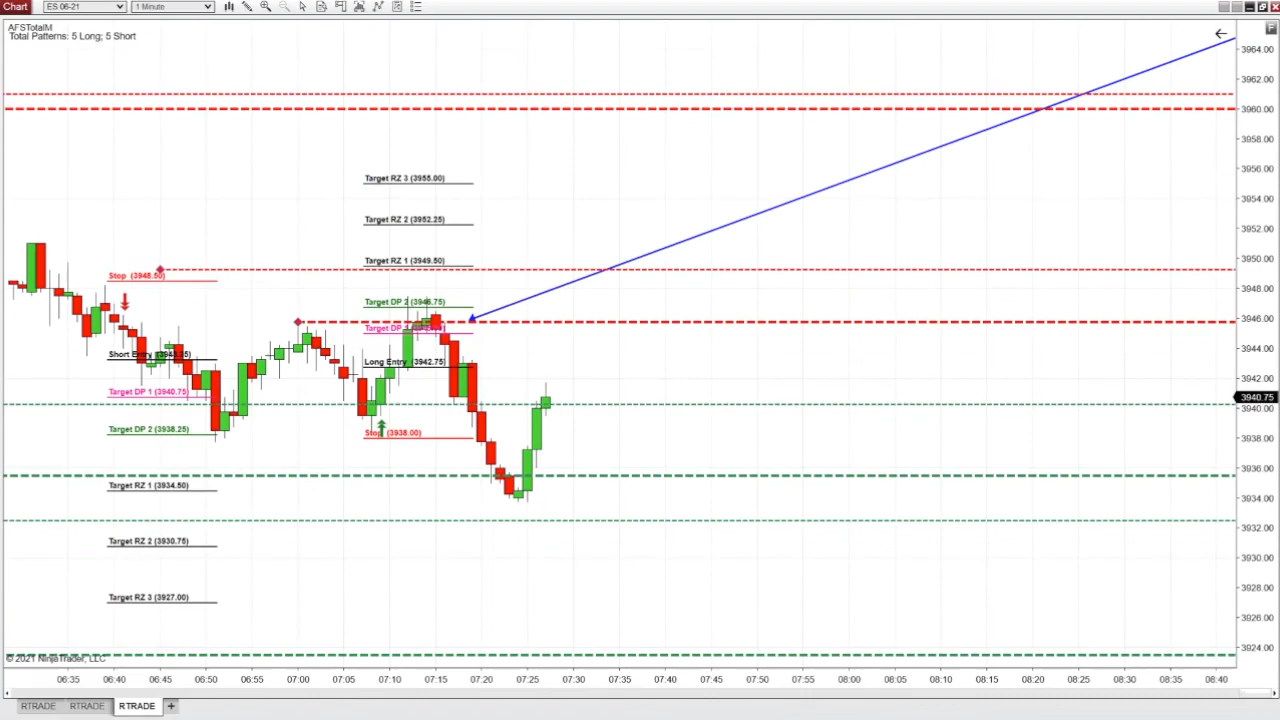 Chart ES 06-21 1 Minute
AFSTotalM
Total Patterns: 5 Long; 5 Short
F
3964.00
3962.00
3960.00
3958.00
3956.00
3954.00
3952.00
3950.00
3948.00
3946.00
3944.00
3942.00
3940.75
3940.00
3938.00
3936.00
3934.00
3932.00
3930.00
3928.00
3926.00
3924.00
Target RZ 3 (3955.00)
Target RZ 2 (3952.25)
Target RZ 1 (3949.50)
Target DP 2 (3946.75)
Target DP
Long Entry (3942.75)
Stop (3938.00)
Stop (3948.50)
Short Entry
Target DP 1 (3940.75)
Target DP 2 (3938.25)
Target RZ 1 (3934.50)
Target RZ 2 (3930.75)
Target RZ 3 (3927.00)
© 2021 NinjaTrader, LLC
06:35 06:40 06:45 06:50 06:55 07:00 07:05 07:10 07:15 07:20 07:25 07:30 07:35 07:40 07:45 07:50 07:55 08:00 08:05 08:10 08:15 08:20 08:25 08:30 08:35 08:40
RTRADE RTRADE RTRADE +